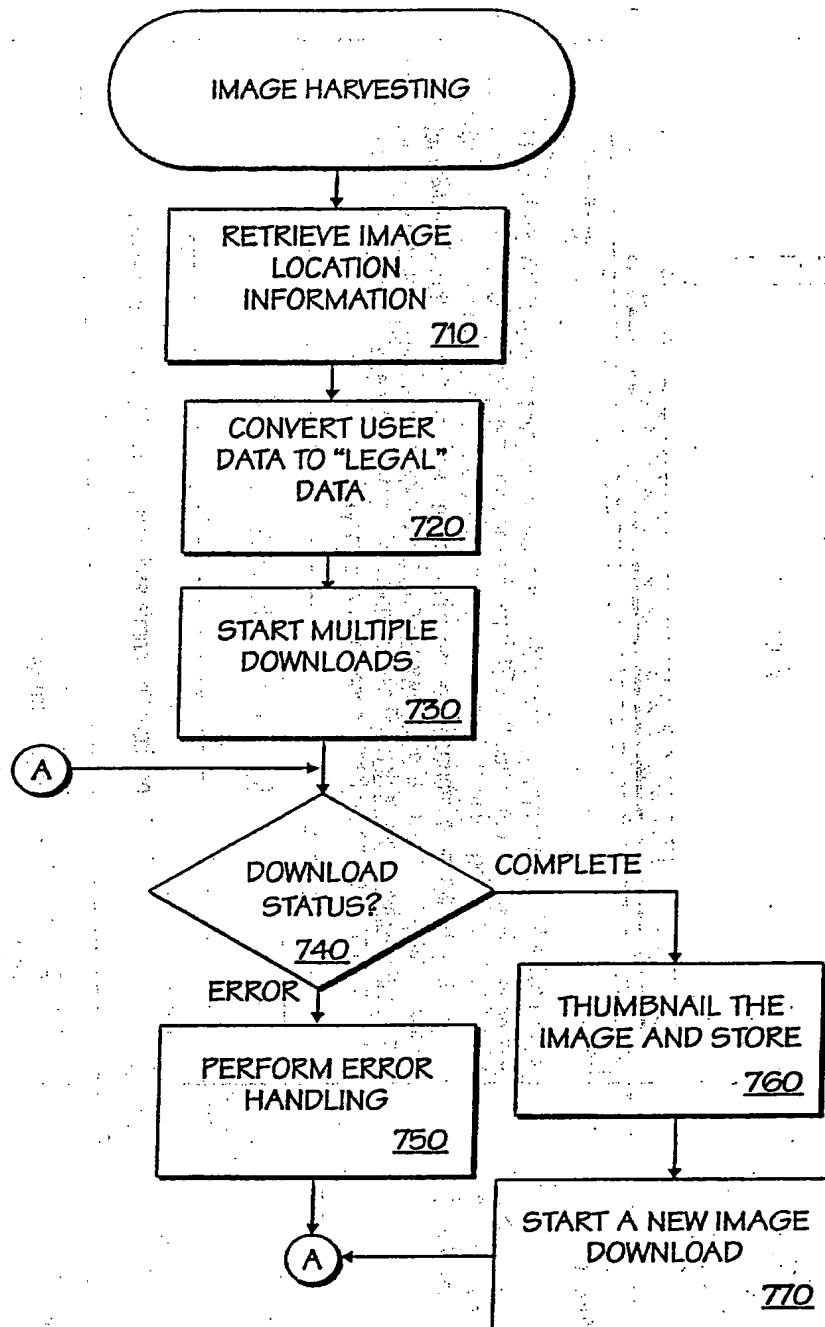 IMAGE HARVESTING
RETRIEVE IMAGE
LOCATION
INFORMATION
710
CONVERT USER
DATA TO "LEGAL"
DATA
720
START MULTIPLE
DOWNLOADS
730
A
DOWNLOAD
STATUS?
740
COMPLETE
ERROR
PERFORM ERROR
HANDLING
750
THUMBNAIL THE
IMAGE AND STORE
760
START A NEW IMAGE
DOWNLOAD
770
A